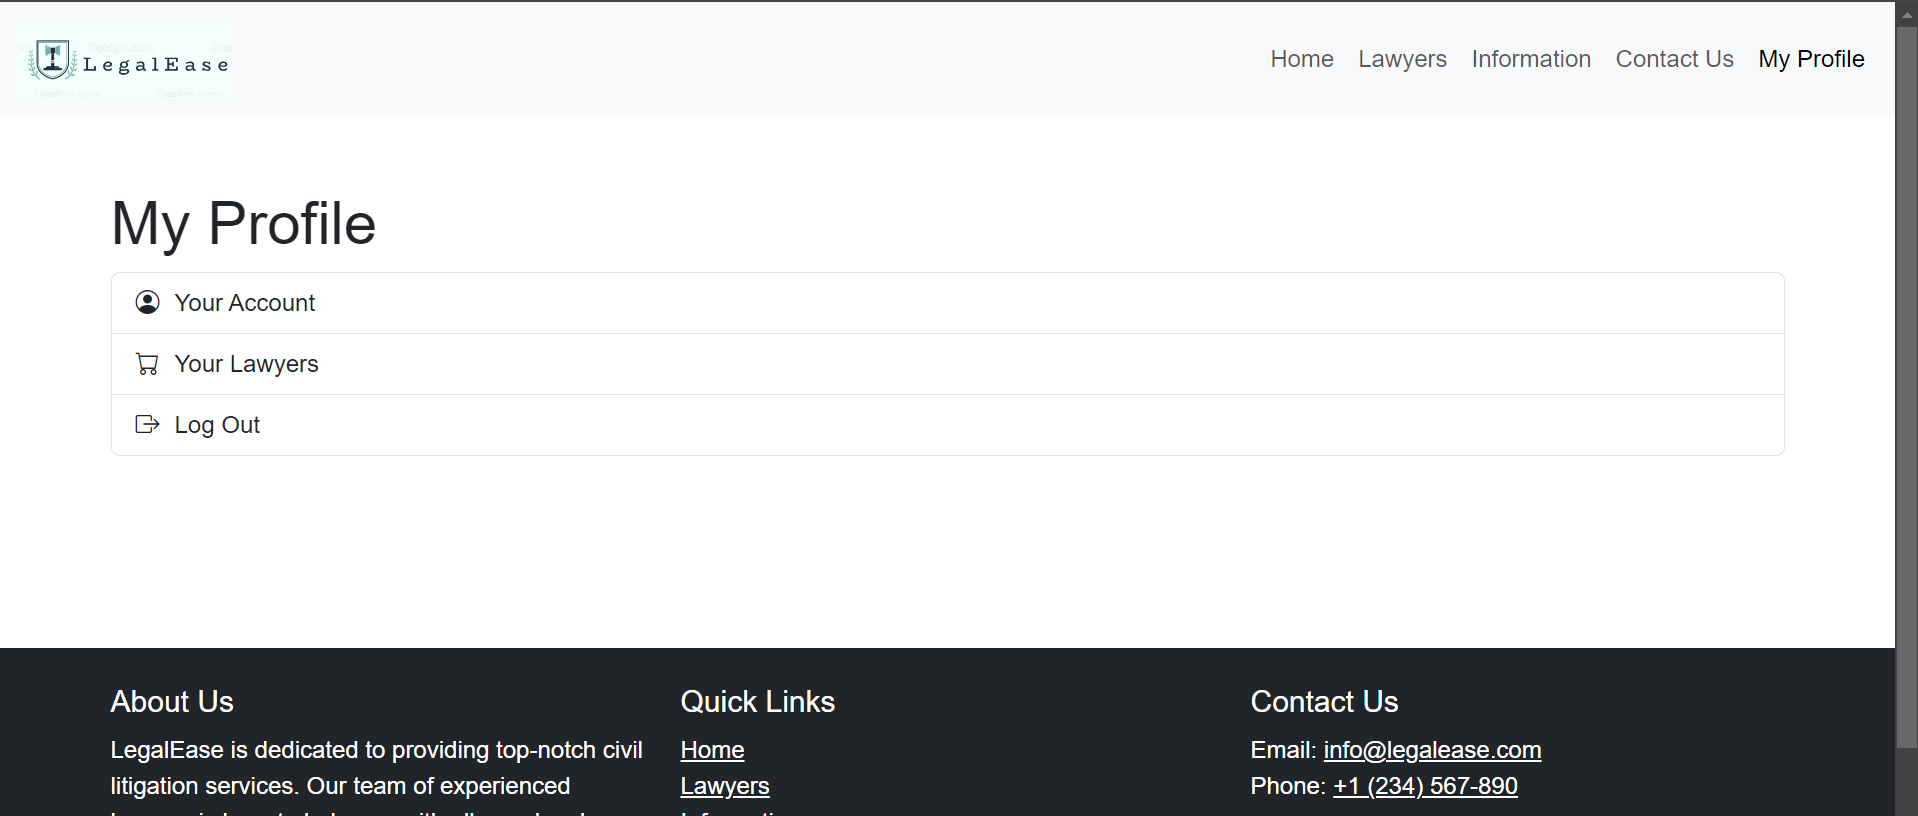 LegalEase
Home Lawyers Information Contact Us My Profile
My Profile
Your Account
Your Lawyers
Log Out
About Us
LegalEase is dedicated to providing top-notch civil
litigation services. Our team of experienced
Quick Links
Home
Lawyers
Contact Us
Email: info@legalease.com
Phone: +1 (234) 567-890